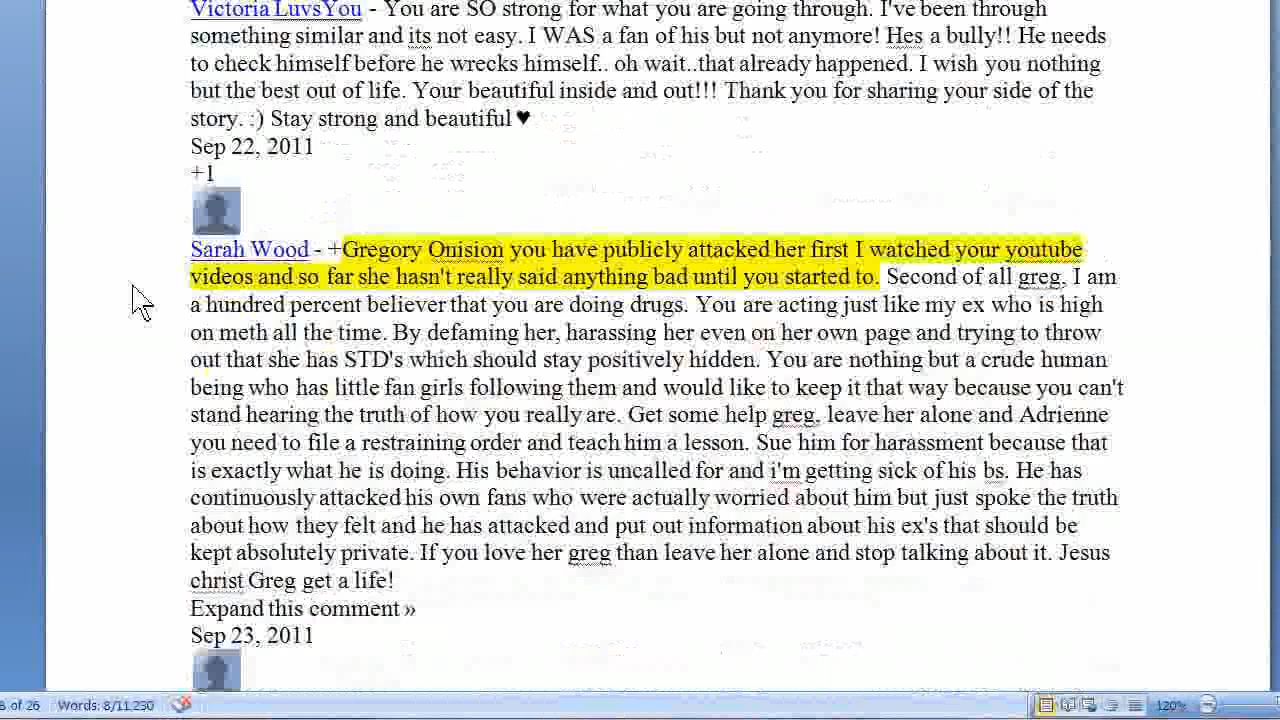 Victoria LuvsYou - You are SO strong for what you are going through. I've been through
something similar and its not easy. I WAS a fan of his but not anymore! Hes a bully!! He needs
to check himself before he wrecks himself.. oh wait..that already happened. I wish you nothing
but the best out of life. Your beautiful inside and out!!! Thank you for sharing your side of the
story. :) Stay strong and beautiful ♥
Sep 22, 2011
+1
Sarah Wood - +Gregory Onision you have publicly attacked her first I watched your youtube
videos and so far she hasn't really said anything bad until you started to. Second of all greg, I am
a hundred percent believer that you are doing drugs. You are acting just like my ex who is high
on meth all the time. By defaming her, harassing her even on her own page and trying to throw
out that she has STD's which should stay positively hidden. You are nothing but a crude human
being who has little fan girls following them and would like to keep it that way because you can't
stand hearing the truth of how you really are. Get some help greg, leave her alone and Adrienne
you need to file a restraining order and teach him a lesson. Sue him for harassment because that
is exactly what he is doing. His behavior is uncalled for and i'm getting sick of his bs. He has
continuously attacked his own fans who were actually worried about him but just spoke the truth
about how they felt and he has attacked and put out information about his ex's that should be
kept absolutely private. If you love her greg than leave her alone and stop talking about it. Jesus
christ Greg get a life!
Expand this comment »
Sep 23, 2011
8 of 26 Words: 8/11,230 120%